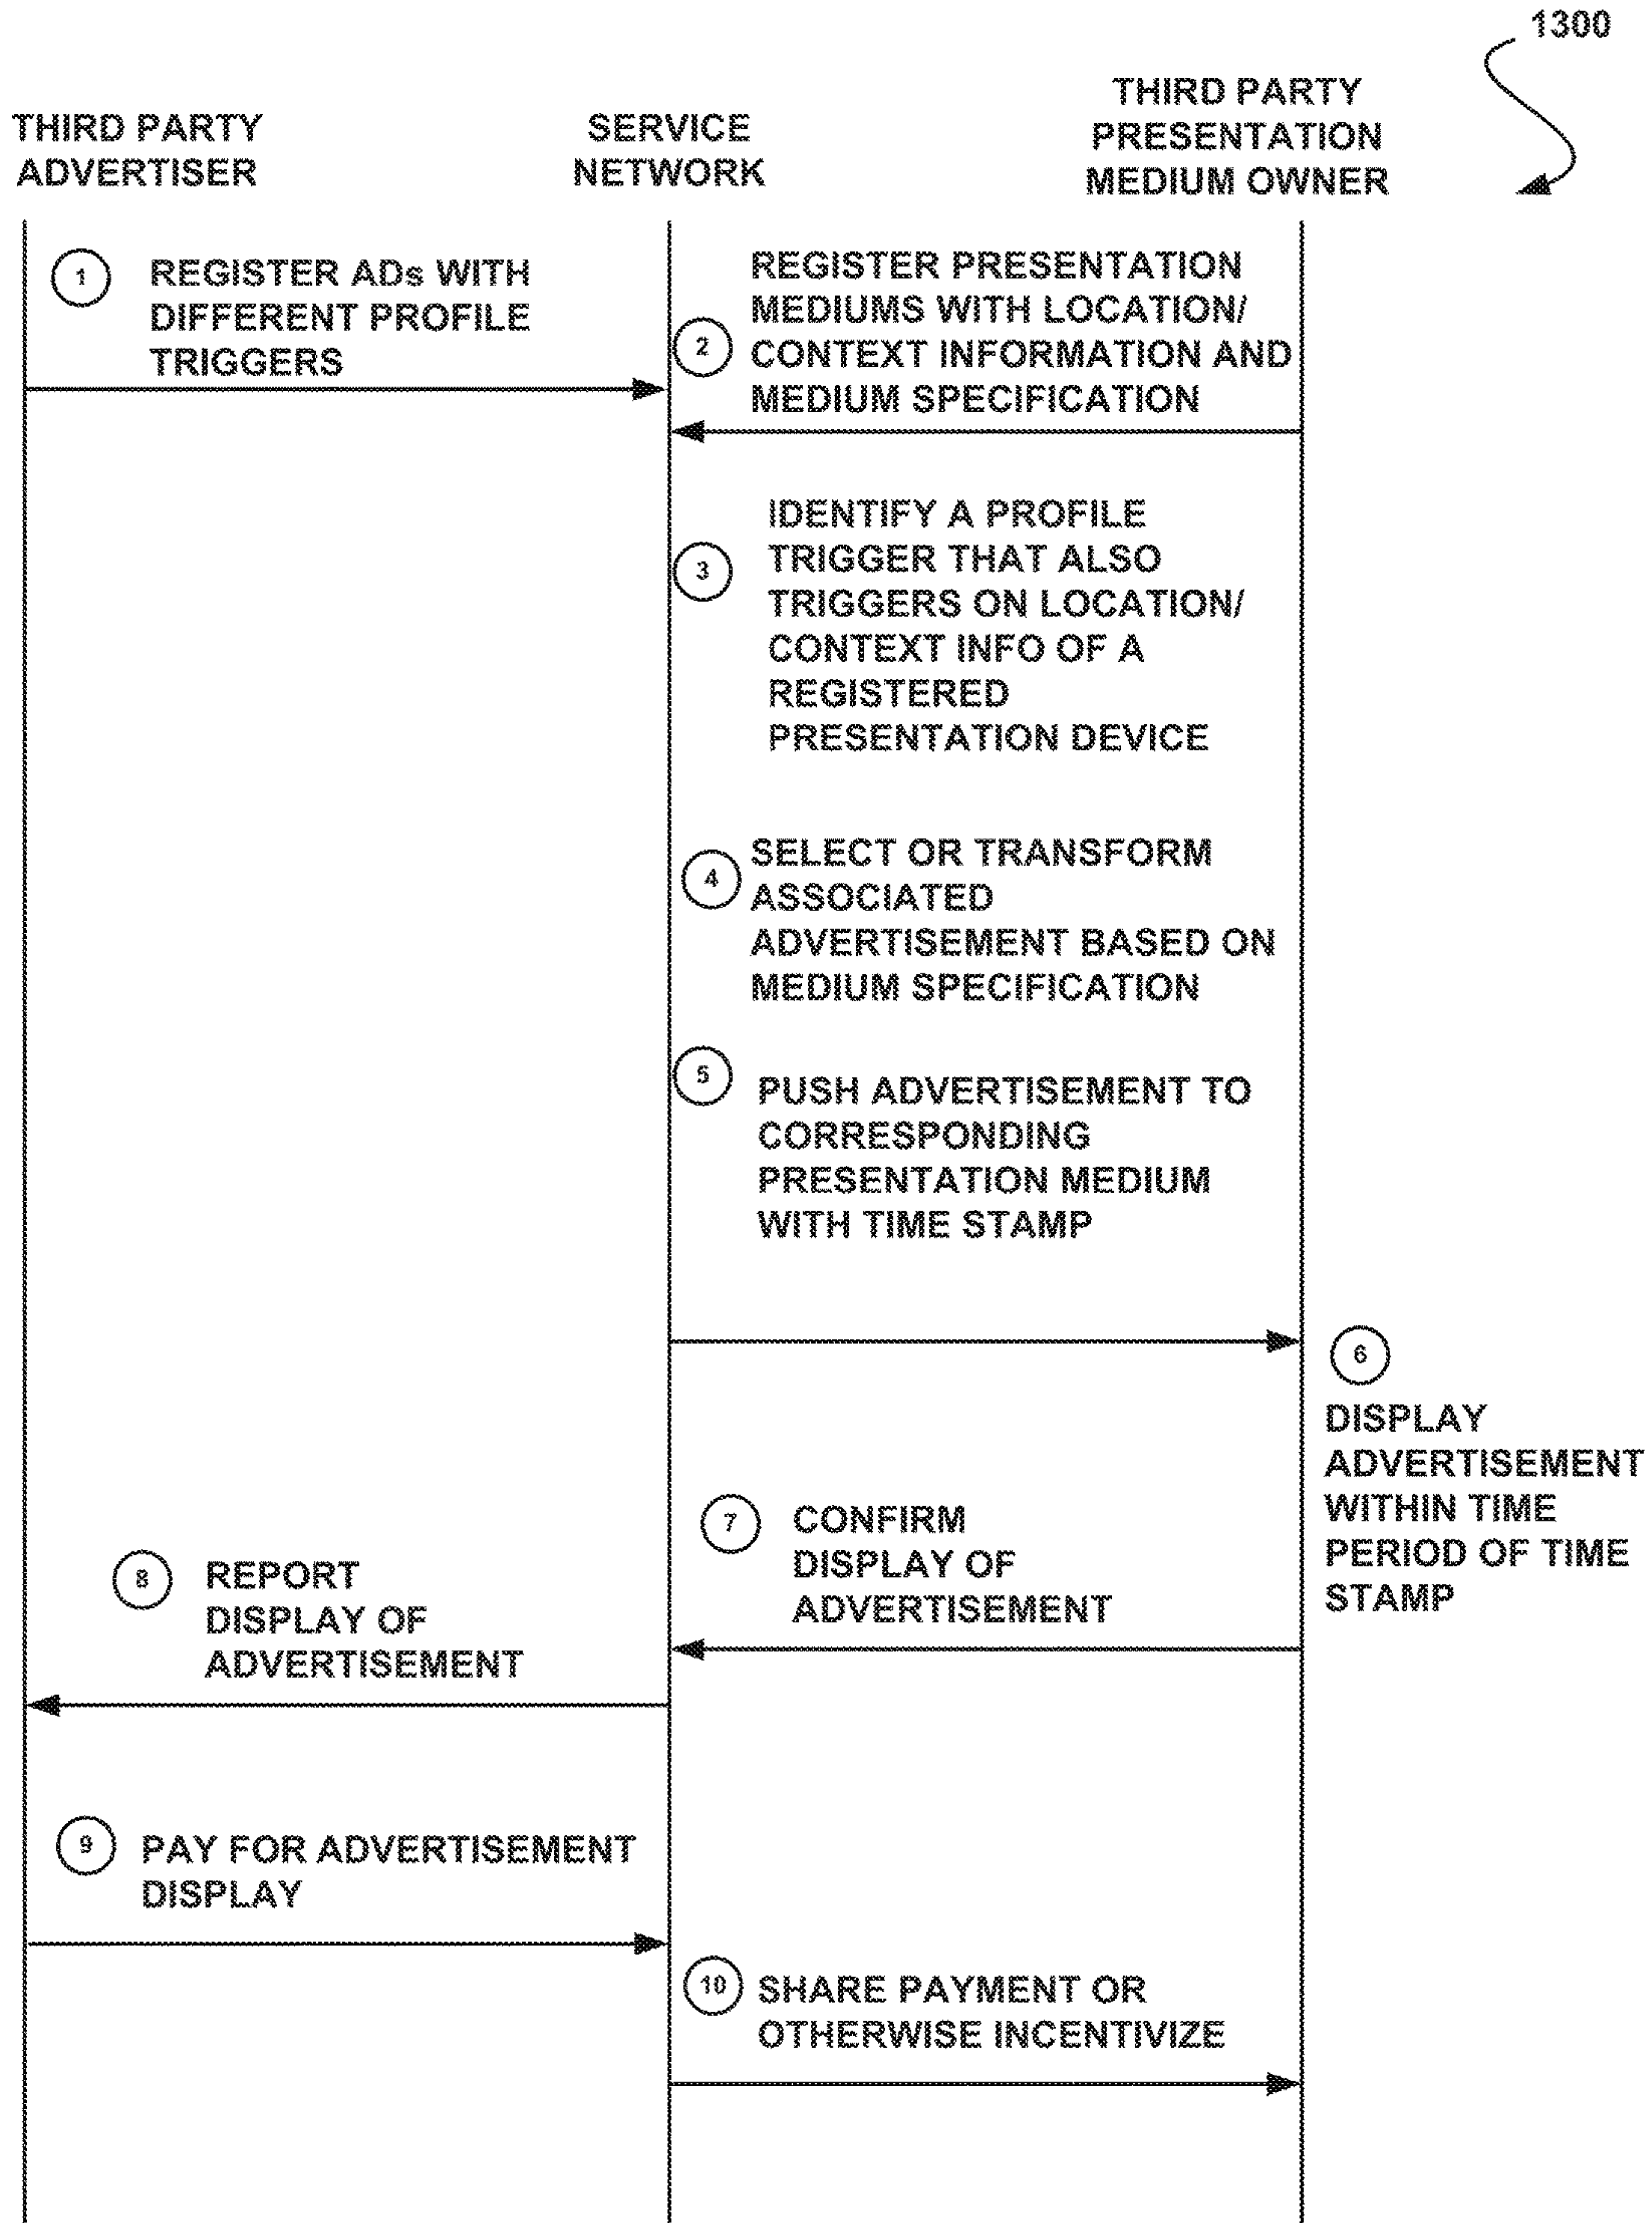 1300
THIRD PARTY
ADVERTISER
SERVICE
NETWORK
THIRD PARTY
PRESENTATION
MEDIUM OWNER
1
REGISTER ADs WITH
DIFFERENT PROFILE
TRIGGERS
2
REGISTER PRESENTATION
MEDIUMS WITH LOCATION/
CONTEXT INFORMATION AND
MEDIUM SPECIFICATION
3
IDENTIFY A PROFILE
TRIGGER THAT ALSO
TRIGGERS ON LOCATION/
CONTEXT INFO OF A
REGISTERED
PRESENTATION DEVICE
4
SELECT OR TRANSFORM
ASSOCIATED
ADVERTISEMENT BASED ON
MEDIUM SPECIFICATION
5
PUSH ADVERTISEMENT TO
CORRESPONDING
PRESENTATION MEDIUM
WITH TIME STAMP
6
DISPLAY
ADVERTISEMENT
WITHIN TIME
PERIOD OF TIME
STAMP
7
CONFIRM
DISPLAY OF
ADVERTISEMENT
8
REPORT
DISPLAY OF
ADVERTISEMENT
9
PAY FOR ADVERTISEMENT
DISPLAY
10
SHARE PAYMENT OR
OTHERWISE INCENTIVIZE